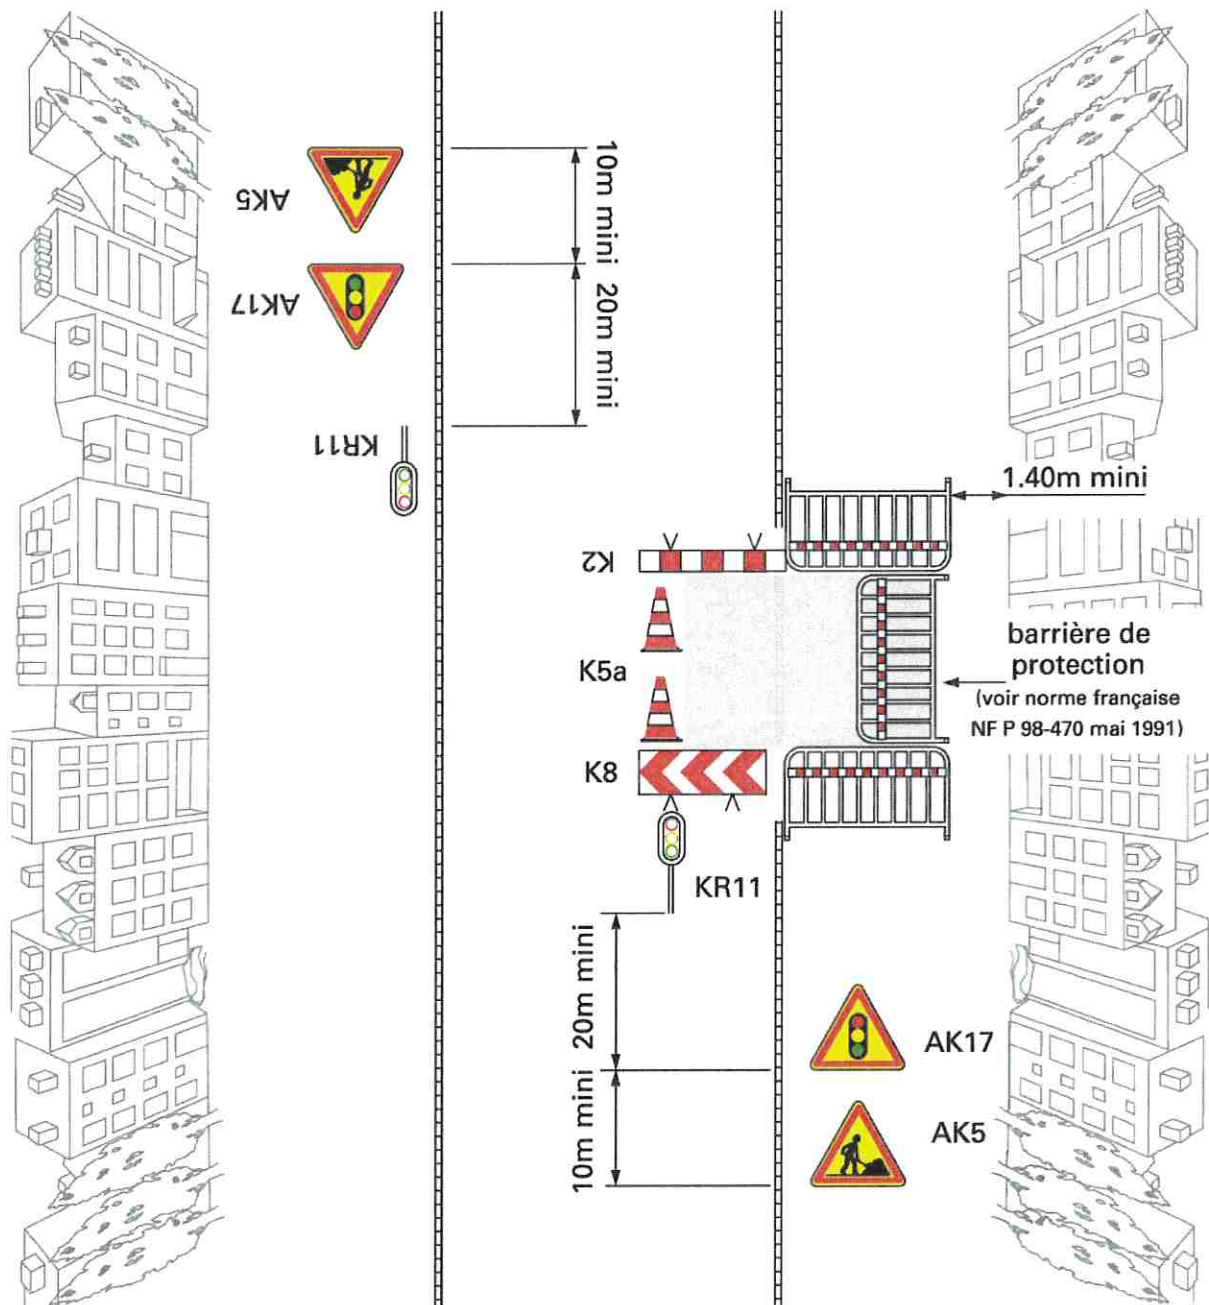 10m mini
AK5
AK17
20m mini
KR11
1.40m mini
K2
barrière de
protection
(voir norme française
NF P 98-470 mai 1991)
K5a
K8
KR11
20m mini
AK17
10m mini
AK5